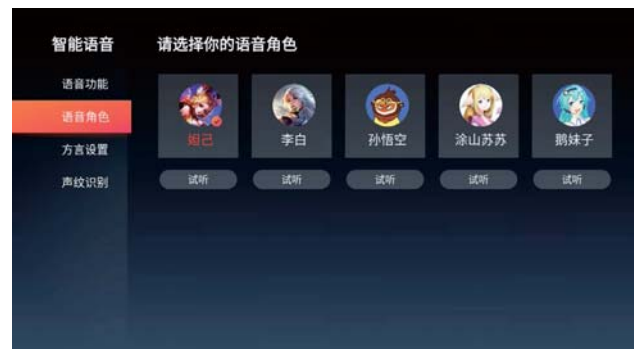 智能语音
请选择你的语音角色
语音功能
语音角色
方言设置
声纹识别
妲己
李白
孙悟空
涂山苏苏
鹅妹子
试听
试听
试听
试听
试听